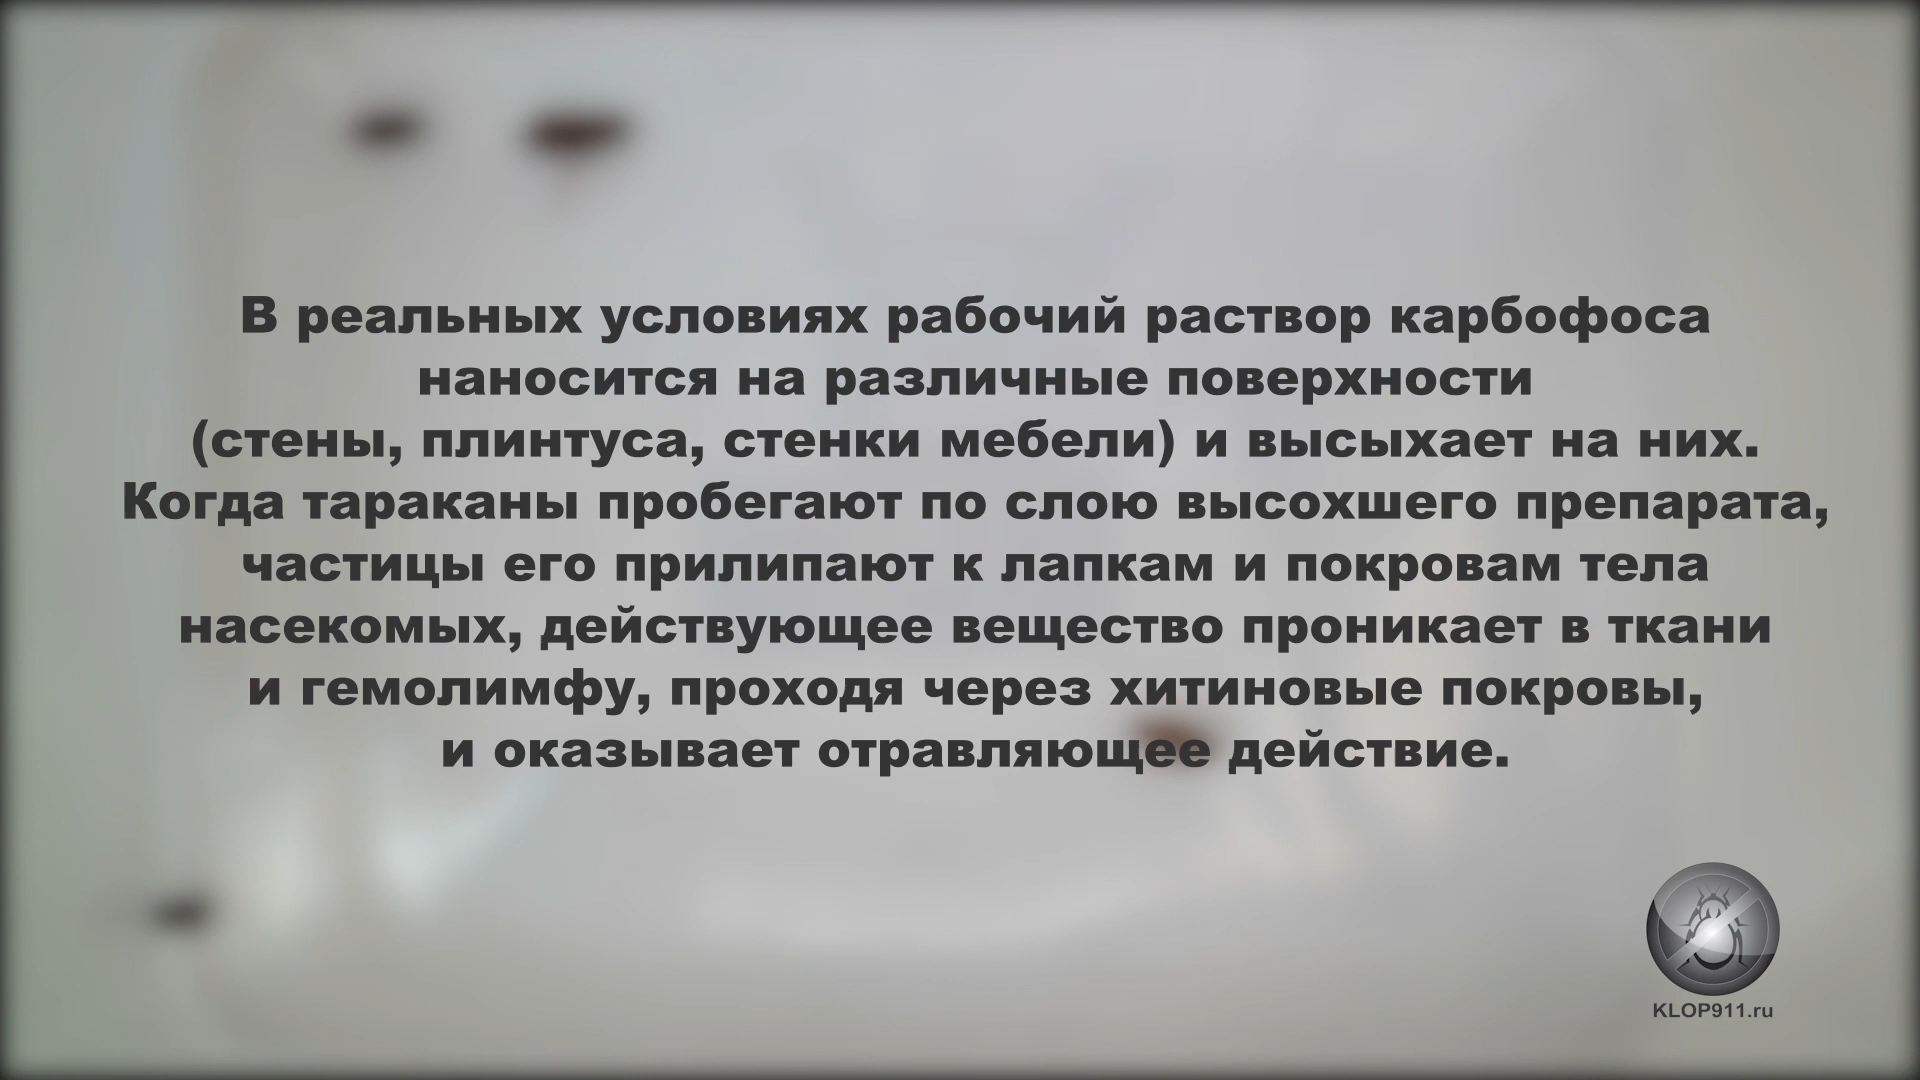 В реальных условиях рабочий раствор карбофоса
наносится на различные поверхности
(стены, плинтуса, стенки мебели) и высыхает на них.
Когда тараканы пробегают по слою высохшего препарата,
частицы его прилипают к лапкам и покровам тела
насекомых, действующее вещество проникает в ткани
и гемолимфу, проходя через хитиновые покровы,
и оказывает отравляющее действие.
KLOP911.ru